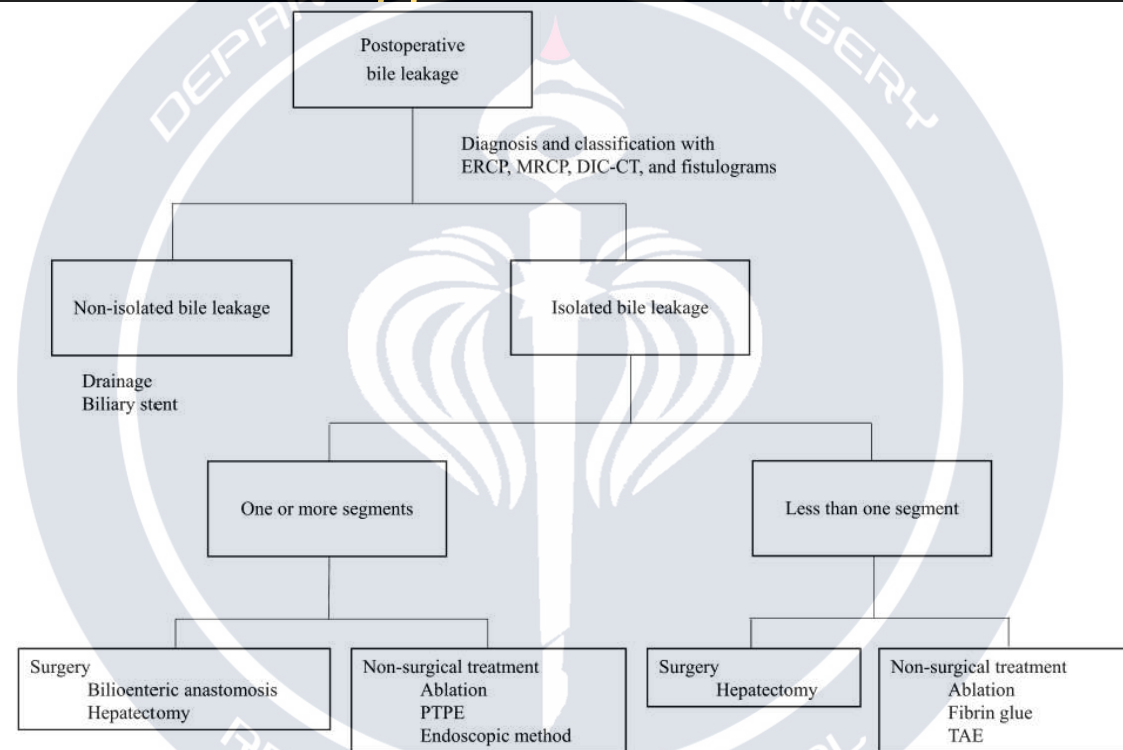 Postoperative
bile leakage
Diagnosis and classification with
ERCP, MRCP, DIC-CT, and fistulograms
Non-isolated bile leakage
Isolated bile leakage
Drainage
Biliary stent
One or more segments
Less than one segment
Surgery
Bilioenteric anastomosis
Hepatectomy
Non-surgical treatment
Ablation
PTPE
Endoscopic method
Surgery
Hepatectomy
Non-surgical treatment
Ablation
Fibrin glue
TAE